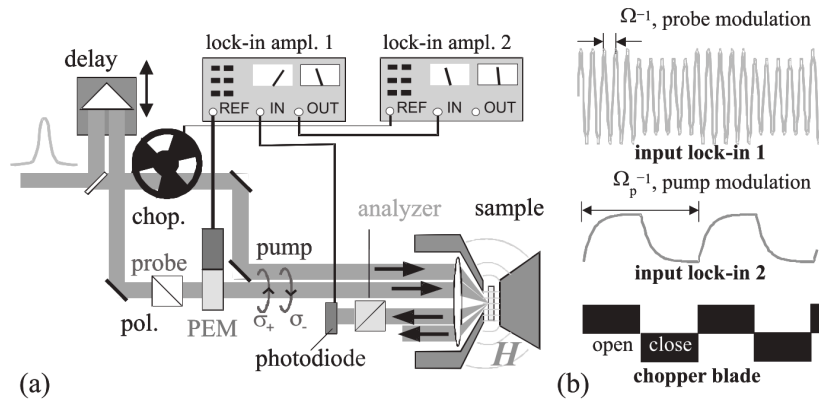 lock-in ampl. 1
lock-in ampl. 2
delay
REF IN OUT
REF IN OUT
chop.
analyzer
sample
probe
pump
pol.
PEM
σ+ σ-
photodiode
H
(a)
Ω⁻¹, probe modulation
input lock-in 1
Ωp⁻¹, pump modulation
input lock-in 2
open close
chopper blade
(b)